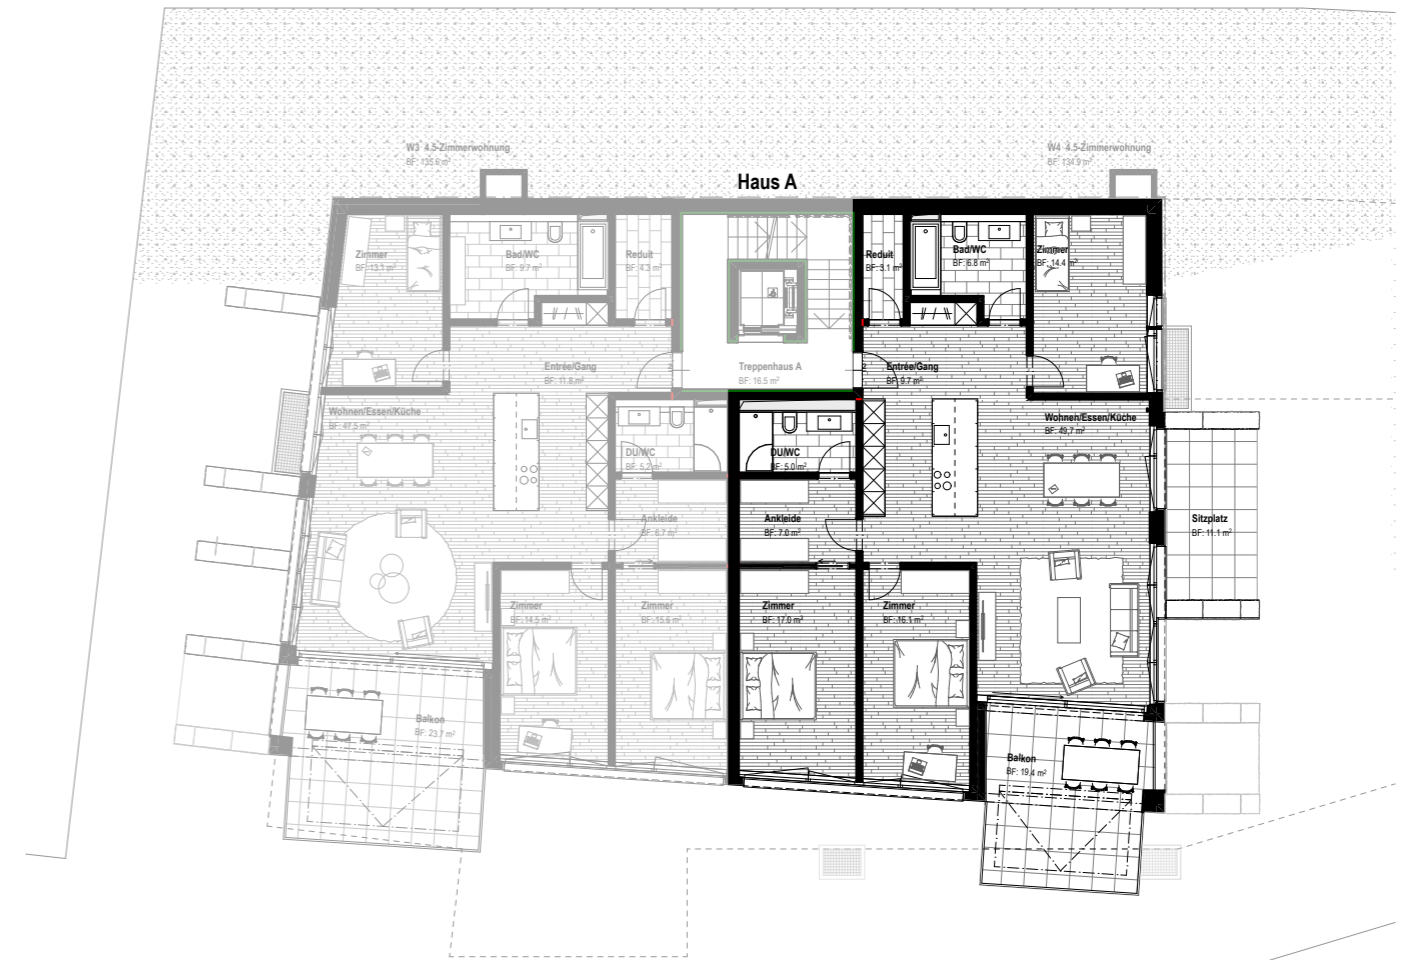 W3 4.5-Zimmerwohnung
BF: 135.6 m²
W4 4.5-Zimmerwohnung
BF: 134.9 m²
Haus A
Zimmer
BF: 13.1 m²
Bad/WC
BF: 9.7 m²
Reduit
BF: 4.3 m²
Reduit
BF: 3.1 m²
Bad/WC
BF: 6.8 m²
Zimmer
BF: 14.4 m²
Entrée/Gang
BF: 11.8 m²
Treppenhaus A
BF: 16.5 m²
Entrée/Gang
BF: 9.7 m²
Wohnen/Essen/Küche
BF: 47.5 m²
Wohnen/Essen/Küche
BF: 49.7 m²
DU/WC
BF: 5.2 m²
DU/WC
BF: 5.0 m²
Ankleide
BF: 6.7 m²
Ankleide
BF: 7.0 m²
Sitzplatz
BF: 11.1 m²
Zimmer
BF: 14.5 m²
Zimmer
BF: 15.6 m²
Zimmer
BF: 17.0 m²
Zimmer
BF: 16.1 m²
Balkon
BF: 23.7 m²
Balkon
BF: 19.4 m²